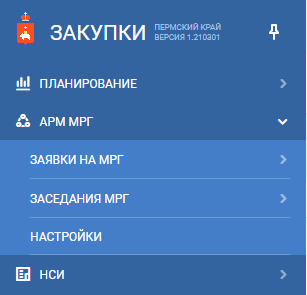 ЗАКУПКИ
ПЕРМСКИЙ КРАЙ
ВЕРСИЯ 1.210301
ПЛАНИРОВАНИЕ
АРМ МРГ
ЗАЯВКИ НА МРГ
ЗАСЕДАНИЯ МРГ
НАСТРОЙКИ
НСИ